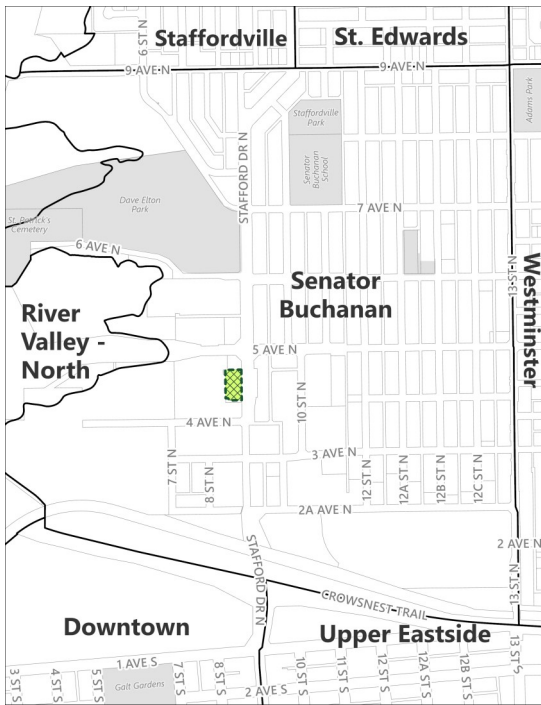 6 ST N
Staffordville
St. Edwards
9 AVE N
9 AVE N
Adams Park
Staffordville
Park
Senator
Buchanan
School
STAFFORD DR N
Dave Elton
Park
St. Patrick's
Cemetery
7 AVE N
6 AVE N
Senator
Buchanan
13 ST N
Westminster
River
Valley -
North
5 AVE N
10 ST N
4 AVE N
3 AVE N
7 ST N
8 ST N
12 ST N
12A ST N
12B ST N
12C ST N
2A AVE N
STAFFORD DR N
2 AVE N
13 ST N
CROWSNEST TRAIL
Downtown
Upper Eastside
1 AVE S
3 ST S
4 ST S
5 ST S
Galt Gardens
7 ST S
8 ST S
2 AVE S
10 ST S
11 ST S
12 ST S
12A ST S
12B ST S
13 ST S